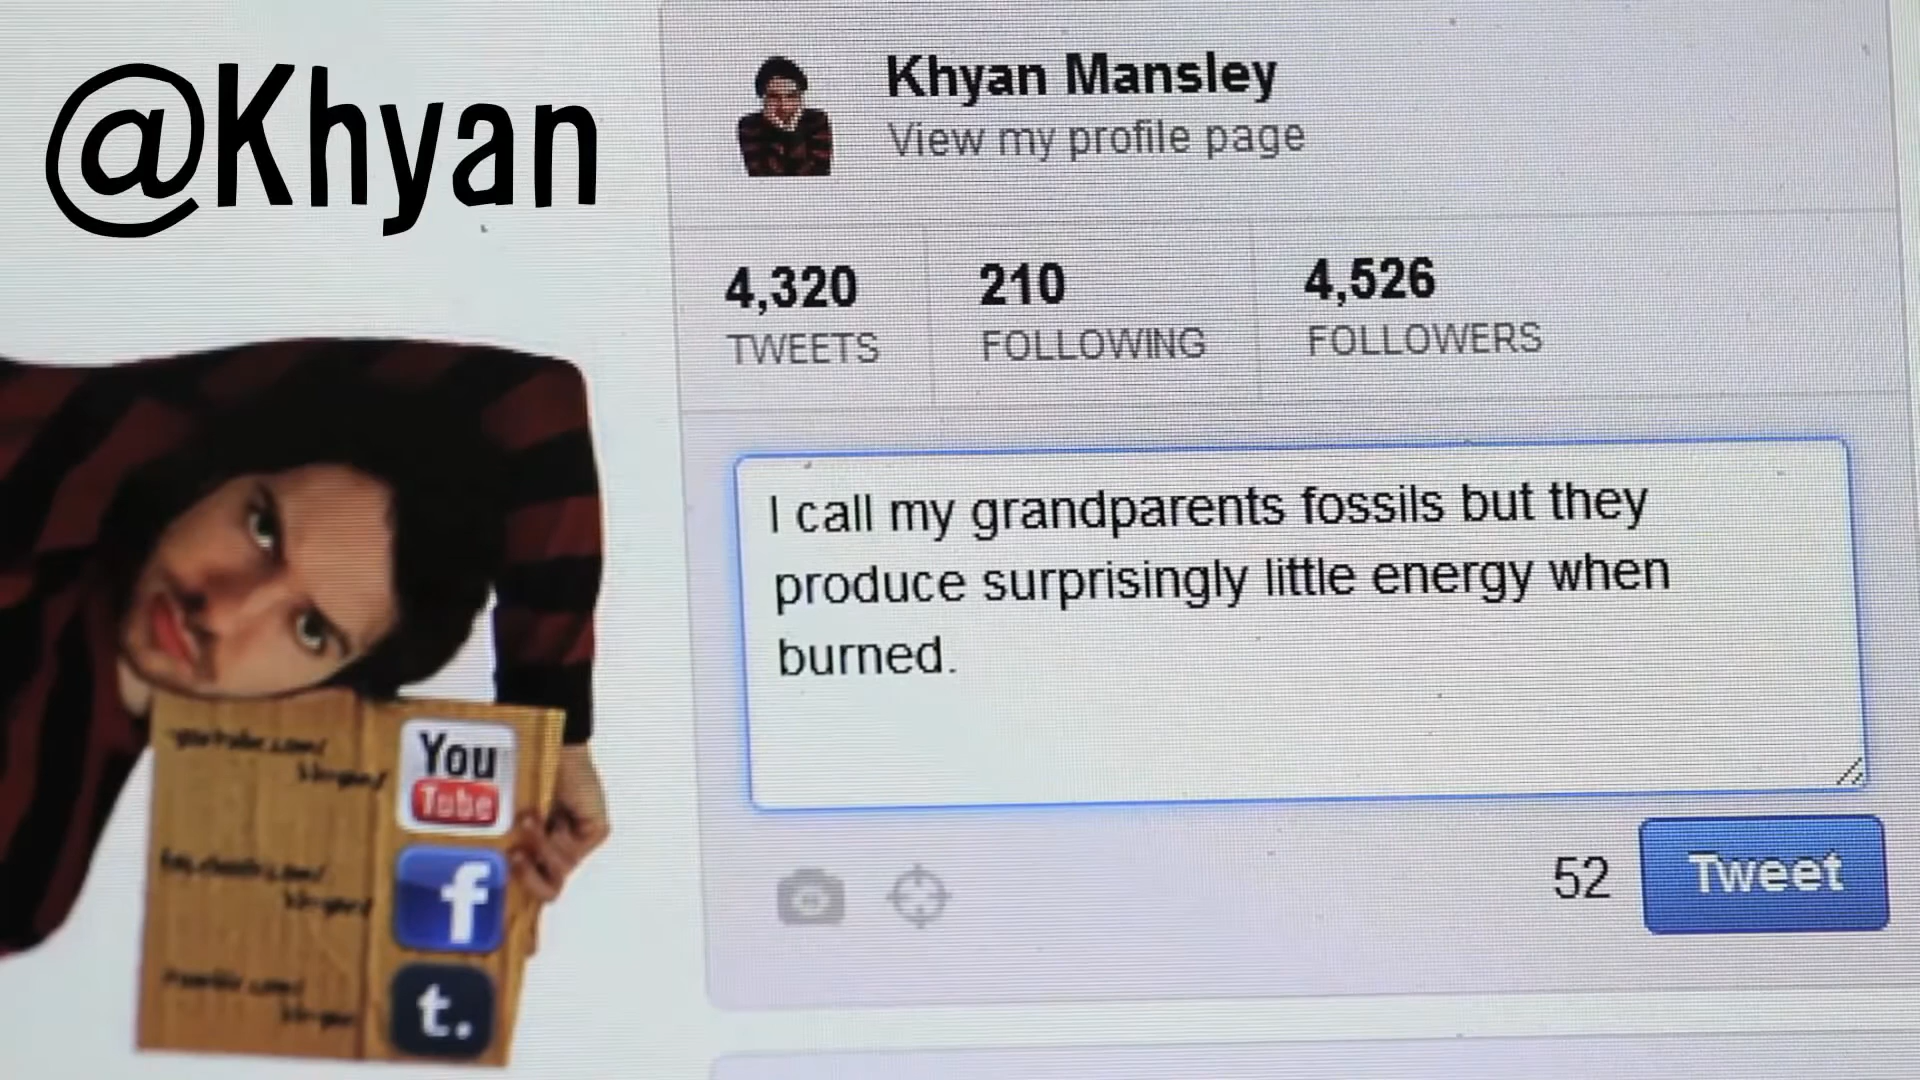 @Khyan
Khyan Mansley
View my profile page
4,320
TWEETS
210
FOLLOWING
4,526
FOLLOWERS
I call my grandparents fossils but they
produce surprisingly little energy when
burned.
52
Tweet
You
Tube
f
t.